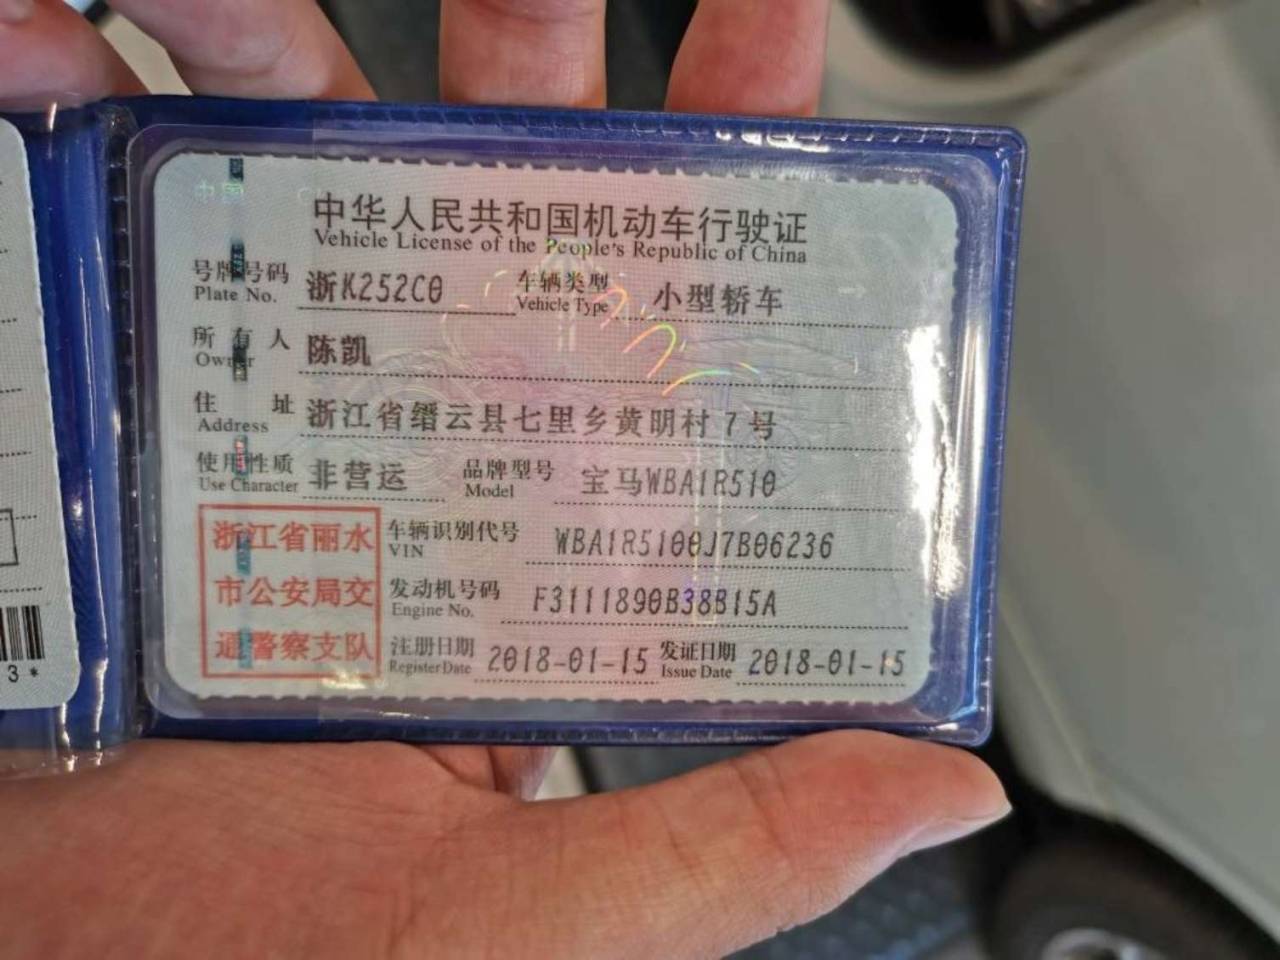 中国
中华人民共和国机动车行驶证
Vehicle License of the People's Republic of China
号牌号码 浙K252C0 车辆类型 小型轿车
Plate No. Vehicle Type
所有人 陈凯
Owner
住址 浙江省缙云县七里乡黄明村7号
Address
使用性质 非营运 品牌型号 宝马WBA1R510
Use Character Model
浙江省丽水 车辆识别代号 WBA1R5100J7B06236
VIN
市公安局交 发动机号码 F3111890B38B15A
Engine No.
通警察支队 注册日期 2018-01-15 发证日期 2018-01-15
Register Date Issue Date
3*